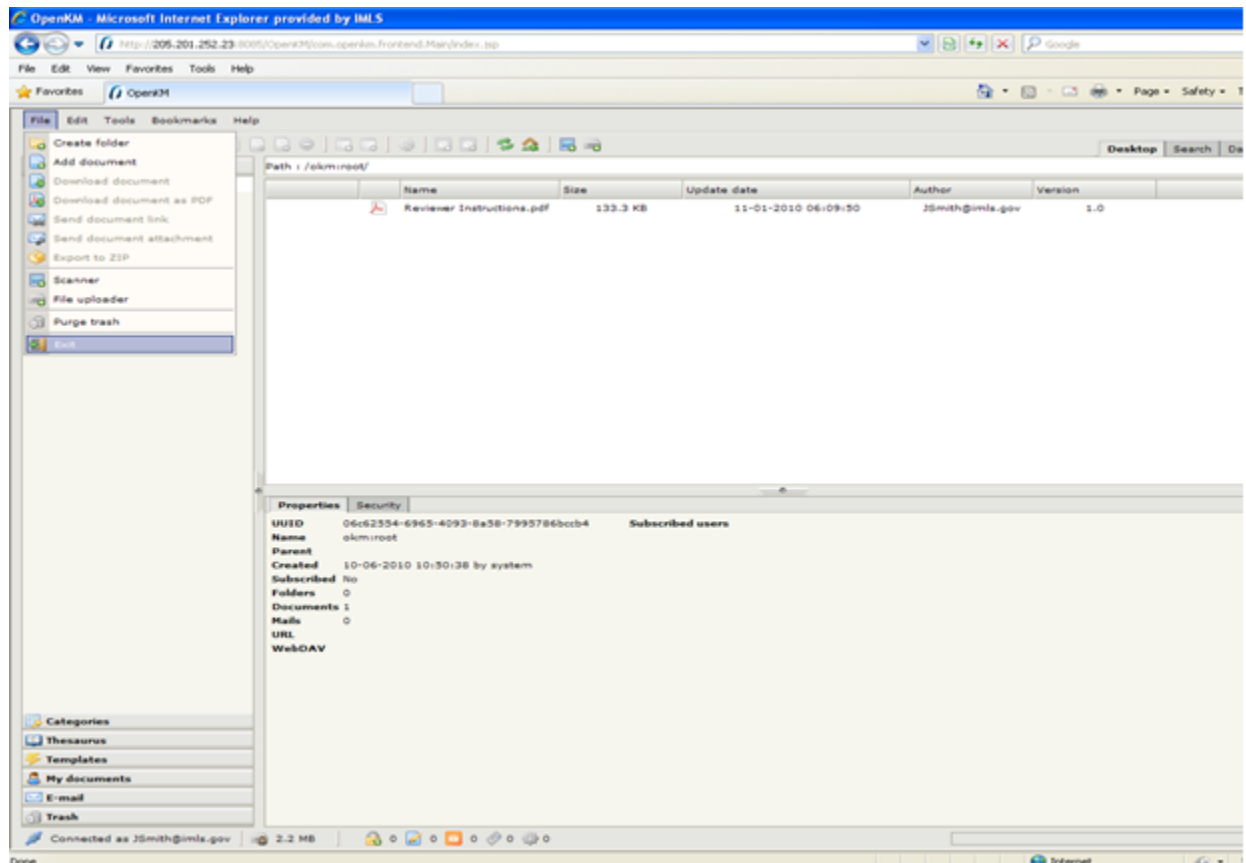 OpenKM - Microsoft Internet Explorer provided by IMLS
http://205.201.252.23:8085/OpenKM/com.openkm.frontend.Main/index.jsp
Google
File Edit View Favorites Tools Help
Favorites OpenKM Page Safety
File Edit Tools Bookmarks Help
Create folder
Add document
Download document
Download document as PDF
Send document link
Send document attachment
Export to ZIP
Scanner
File uploader
Purge trash
Exit
Desktop Search Da
Path : /okm:root/
Name Size Update date Author Version
Reviewer Instructions.pdf 133.3 KB 11-01-2010 06:09:50 JSmith@imls.gov 1.0
Properties Security
UUID 06c62554-6965-4093-8a58-7995786bccb4 Subscribed users
Name okm:root
Parent
Created 10-06-2010 10:50:38 by system
Subscribed No
Folders 0
Documents 1
Mails 0
URL
WebDAV
Categories
Thesaurus
Templates
My documents
E-mail
Trash
Connected as JSmith@imls.gov 2.2 MB 0 0 0 0 0
Done Internet